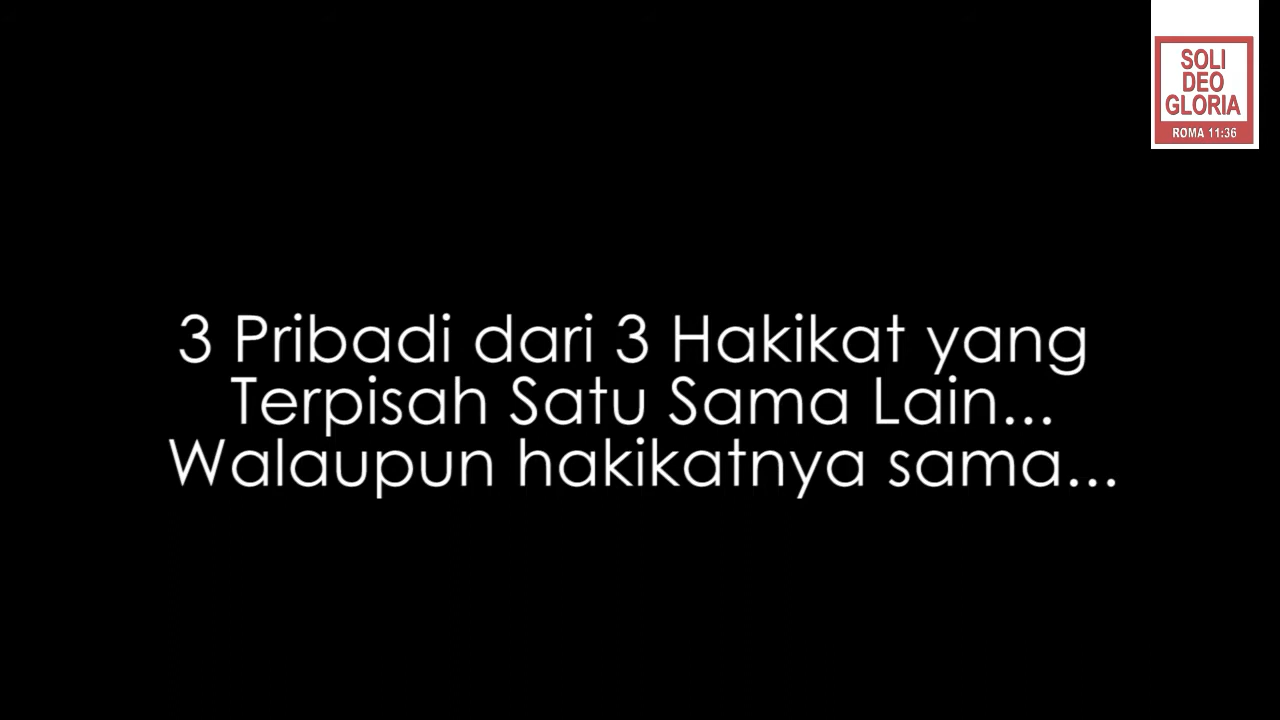 SOLI
DEO
GLORIA
ROMA 11:36
3 Pribadi dari 3 Hakikat yang
Terpisah Satu Sama Lain...
Walaupun hakikatnya sama...